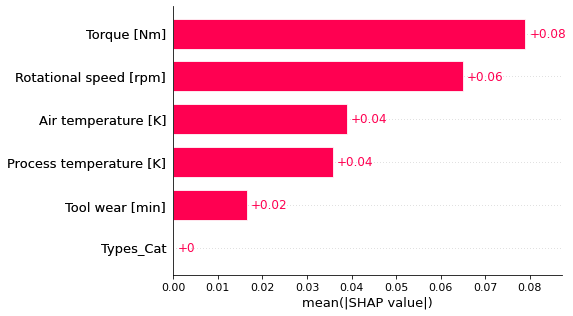 Torque [Nm] +0.08
Rotational speed [rpm] +0.06
Air temperature [K] +0.04
Process temperature [K] +0.04
Tool wear [min] +0.02
Types_Cat +0
0.00 0.01 0.02 0.03 0.04 0.05 0.06 0.07 0.08
mean(|SHAP value|)